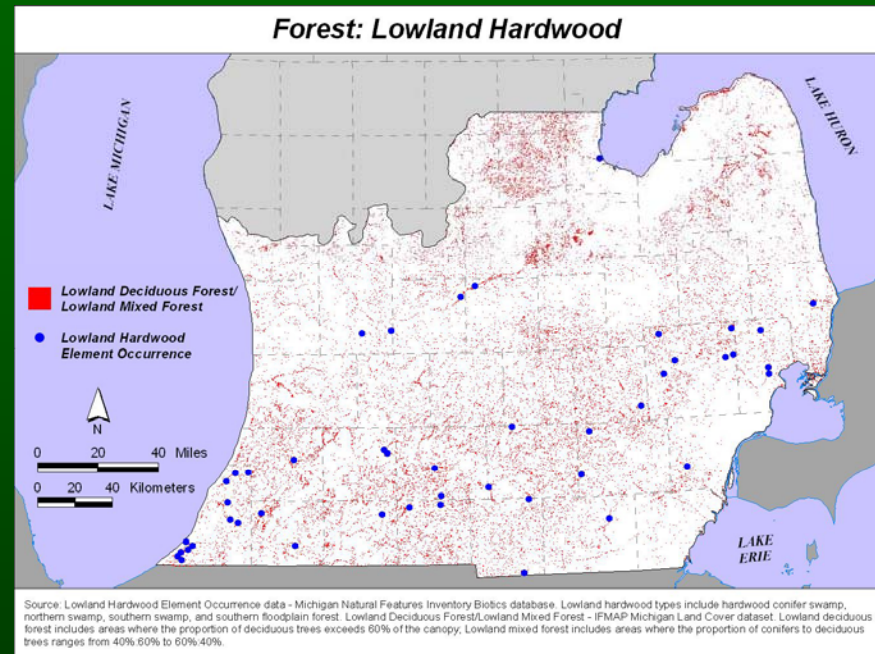 Forest: Lowland Hardwood
LAKE MICHIGAN
LAKE HURON
Lowland Deciduous Forest/
Lowland Mixed Forest
Lowland Hardwood
Element Occurrence
N
0 20 40 Miles
0 20 40 Kilometers
LAKE
ERIE
Source: Lowland Hardwood Element Occurrence data - Michigan Natural Features Inventory Biotics database. Lowland hardwood types include hardwood conifer swamp,
northern swamp, southern swamp, and southern floodplain forest. Lowland Deciduous Forest/Lowland Mixed Forest - IFMAP Michigan Land Cover dataset. Lowland deciduous
forest includes areas where the proportion of deciduous trees exceeds 60% of the canopy; Lowland mixed forest includes areas where the proportion of conifers to deciduous
trees ranges from 40%:60% to 60%:40%.